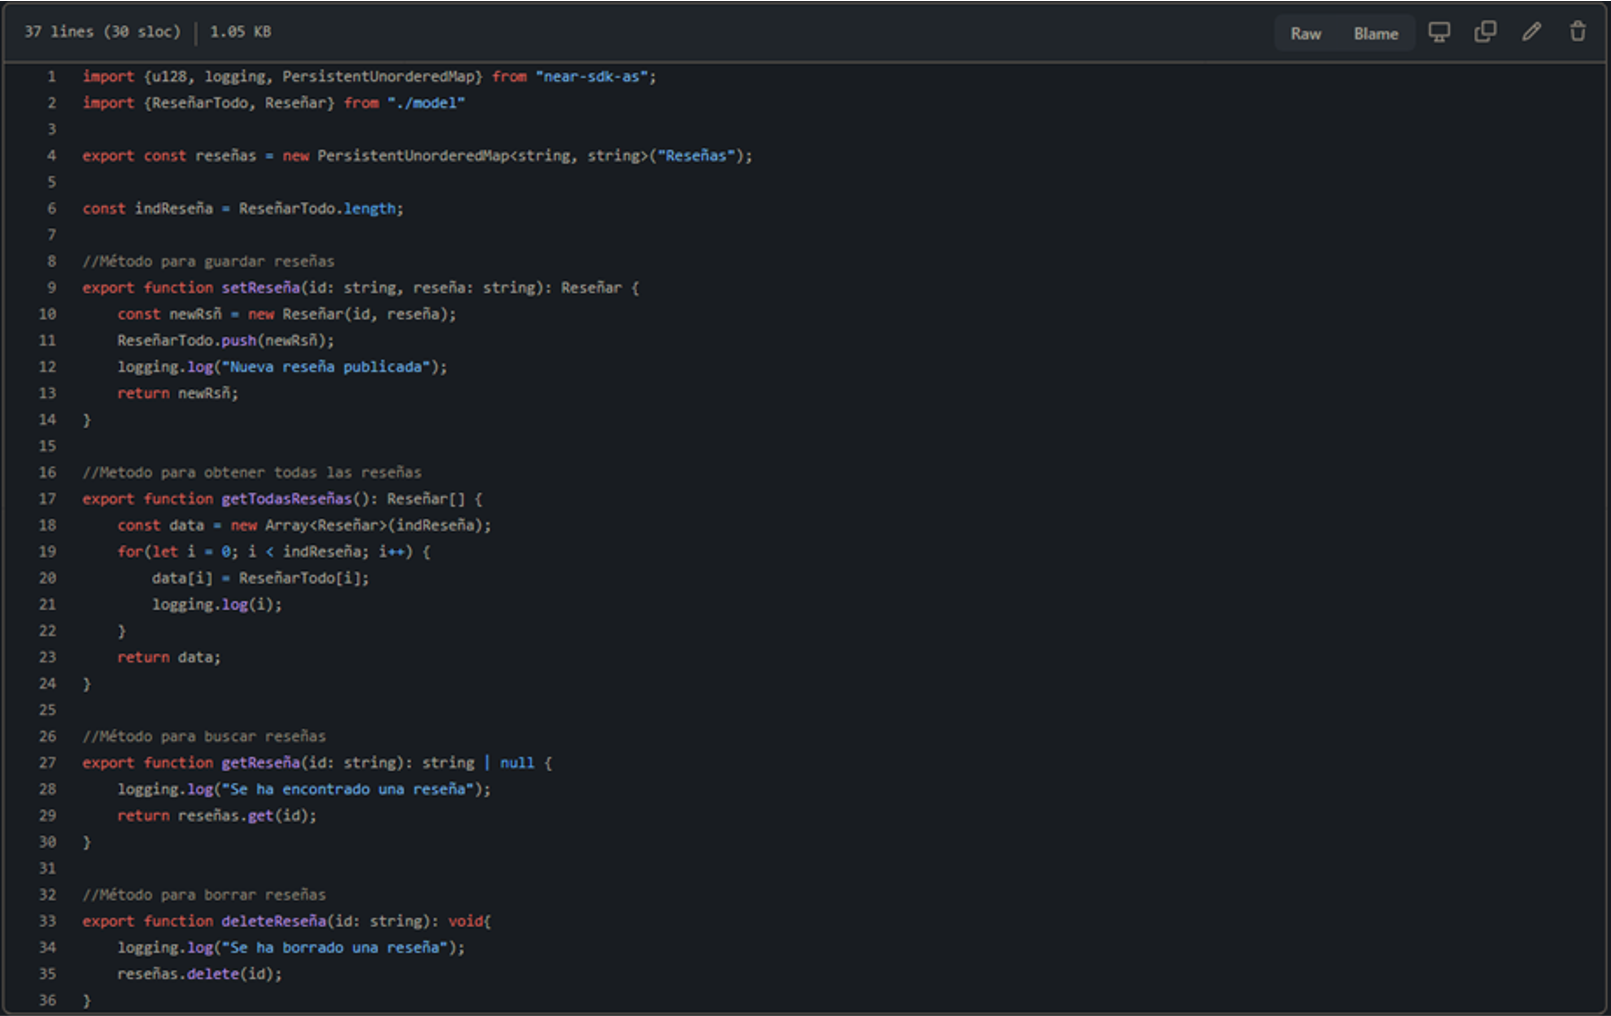 37 lines (30 sloc) | 1.05 KB
Raw Blame
1 import {u128, logging, PersistentUnorderedMap} from "near-sdk-as";
2 import {ReseñarTodo, Reseñar} from "./model"
3
4 export const reseñas = new PersistentUnorderedMap<string, string>("Reseñas");
5
6 const indReseña = ReseñarTodo.length;
7
8 //Método para guardar reseñas
9 export function setReseña(id: string, reseña: string): Reseñar {
10     const newRsñ = new Reseñar(id, reseña);
11     ReseñarTodo.push(newRsñ);
12     logging.log("Nueva reseña publicada");
13     return newRsñ;
14 }
15
16 //Metodo para obtener todas las reseñas
17 export function getTodasReseñas(): Reseñar[] {
18     const data = new Array<Reseñar>(indReseña);
19     for(let i = 0; i < indReseña; i++) {
20         data[i] = ReseñarTodo[i];
21         logging.log(i);
22     }
23     return data;
24 }
25
26 //Método para buscar reseñas
27 export function getReseña(id: string): string | null {
28     logging.log("Se ha encontrado una reseña");
29     return reseñas.get(id);
30 }
31
32 //Método para borrar reseñas
33 export function deleteReseña(id: string): void{
34     logging.log("Se ha borrado una reseña");
35     reseñas.delete(id);
36 }